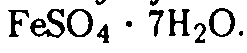 FeSO₄ · 7H₂O.